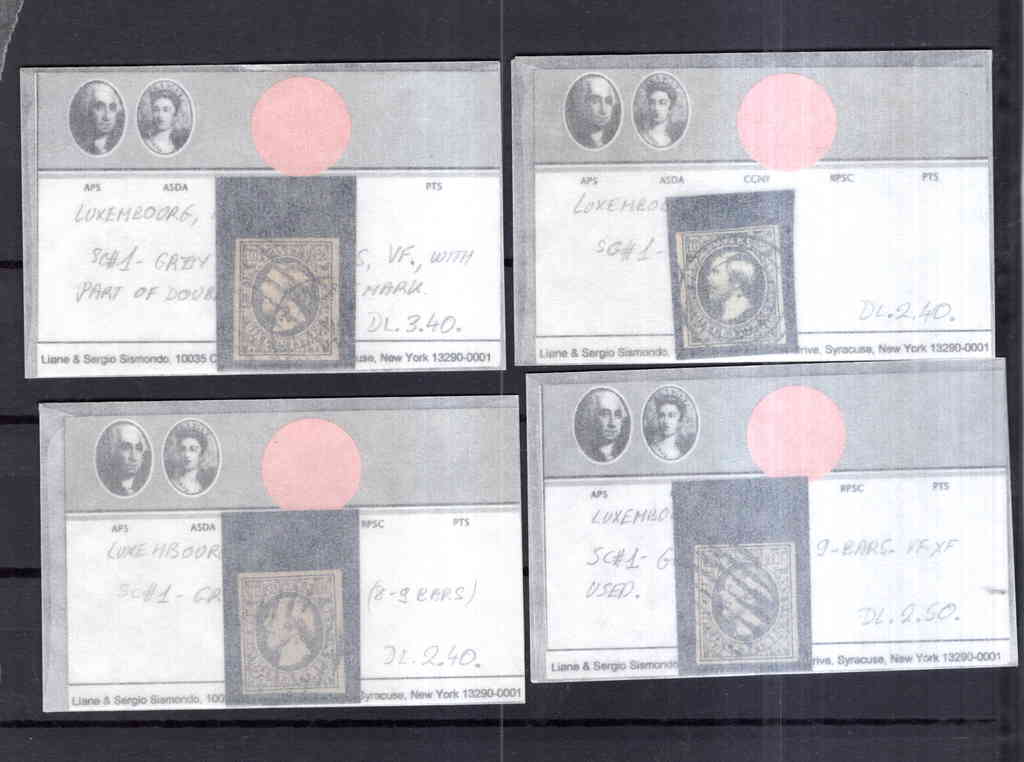 APS ASDA PTS
LUXEMBOURG,
SC#1- GREY S, VF., WITH
PART OF DOUB MARK.
DL.3.40.
Liane & Sergio Sismondo, 10035 C use, New York 13290-0001
APS ASDA CCNY RPSC PTS
LUXEMBO
SC#1-
DL.2.40.
Liane & Sergio Sismondo, rive, Syracuse, New York 13290-0001
APS ASDA RPSC PTS
LUXEMBOUR
SC#1- GR (8-9 BARS)
DL.2.40.
Liane & Sergio Sismondo, 100 Syracuse, New York 13290-0001
APS RPSC PTS
LUXEMBO
SC#1- G 9-BARS. VF-XF
USED.
DL.2.50.
Liane & Sergio Sismondo rive, Syracuse, New York 13290-0001